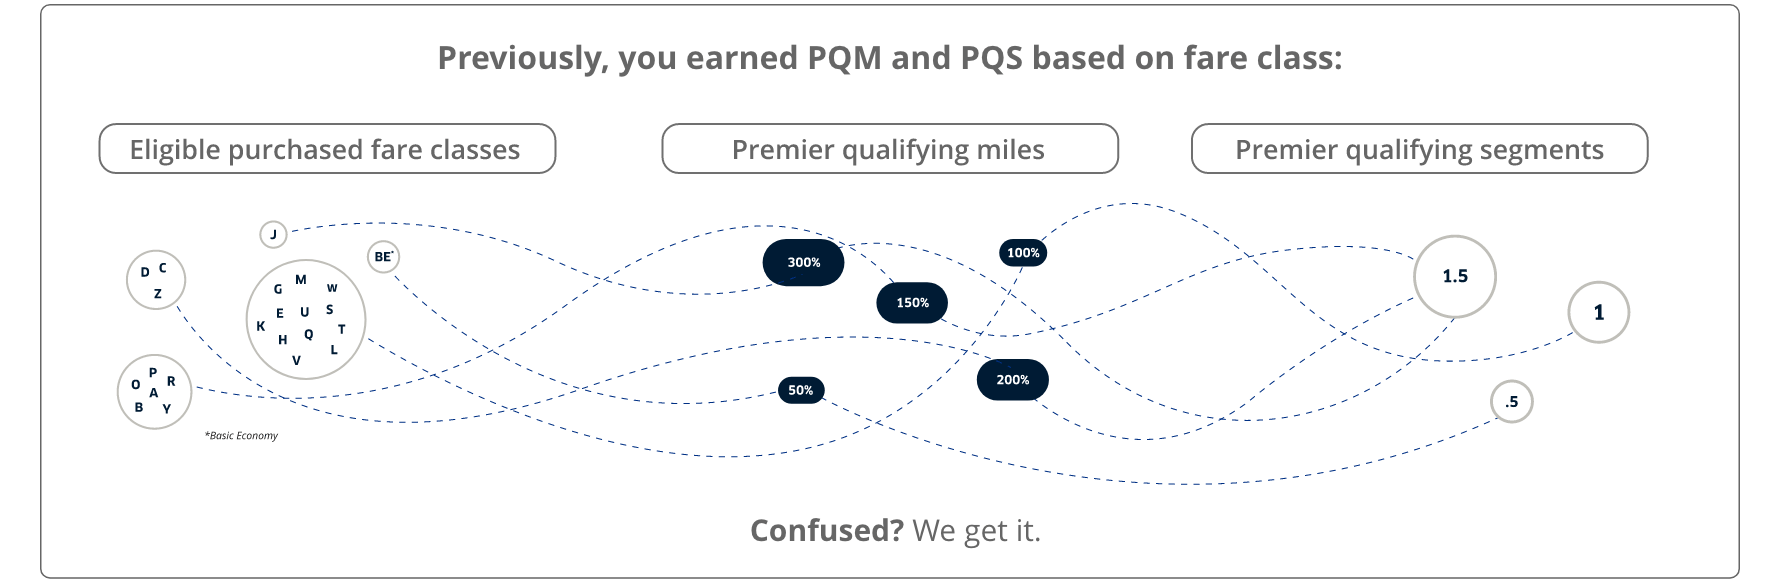 Previously, you earned PQM and PQS based on fare class:
Eligible purchased fare classes
Premier qualifying miles
Premier qualifying segments
J
BE*
D C
Z
M
G W
E U S
K T
H Q
L
V
P
O R
A
B Y
*Basic Economy
300%
100%
150%
200%
50%
1.5
1
.5
Confused? We get it.